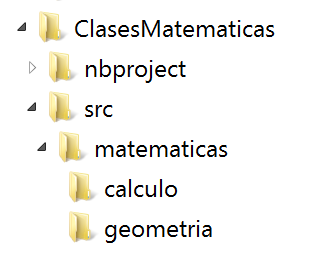 ClasesMatematicas
nbproject
src
matematicas
calculo
geometria